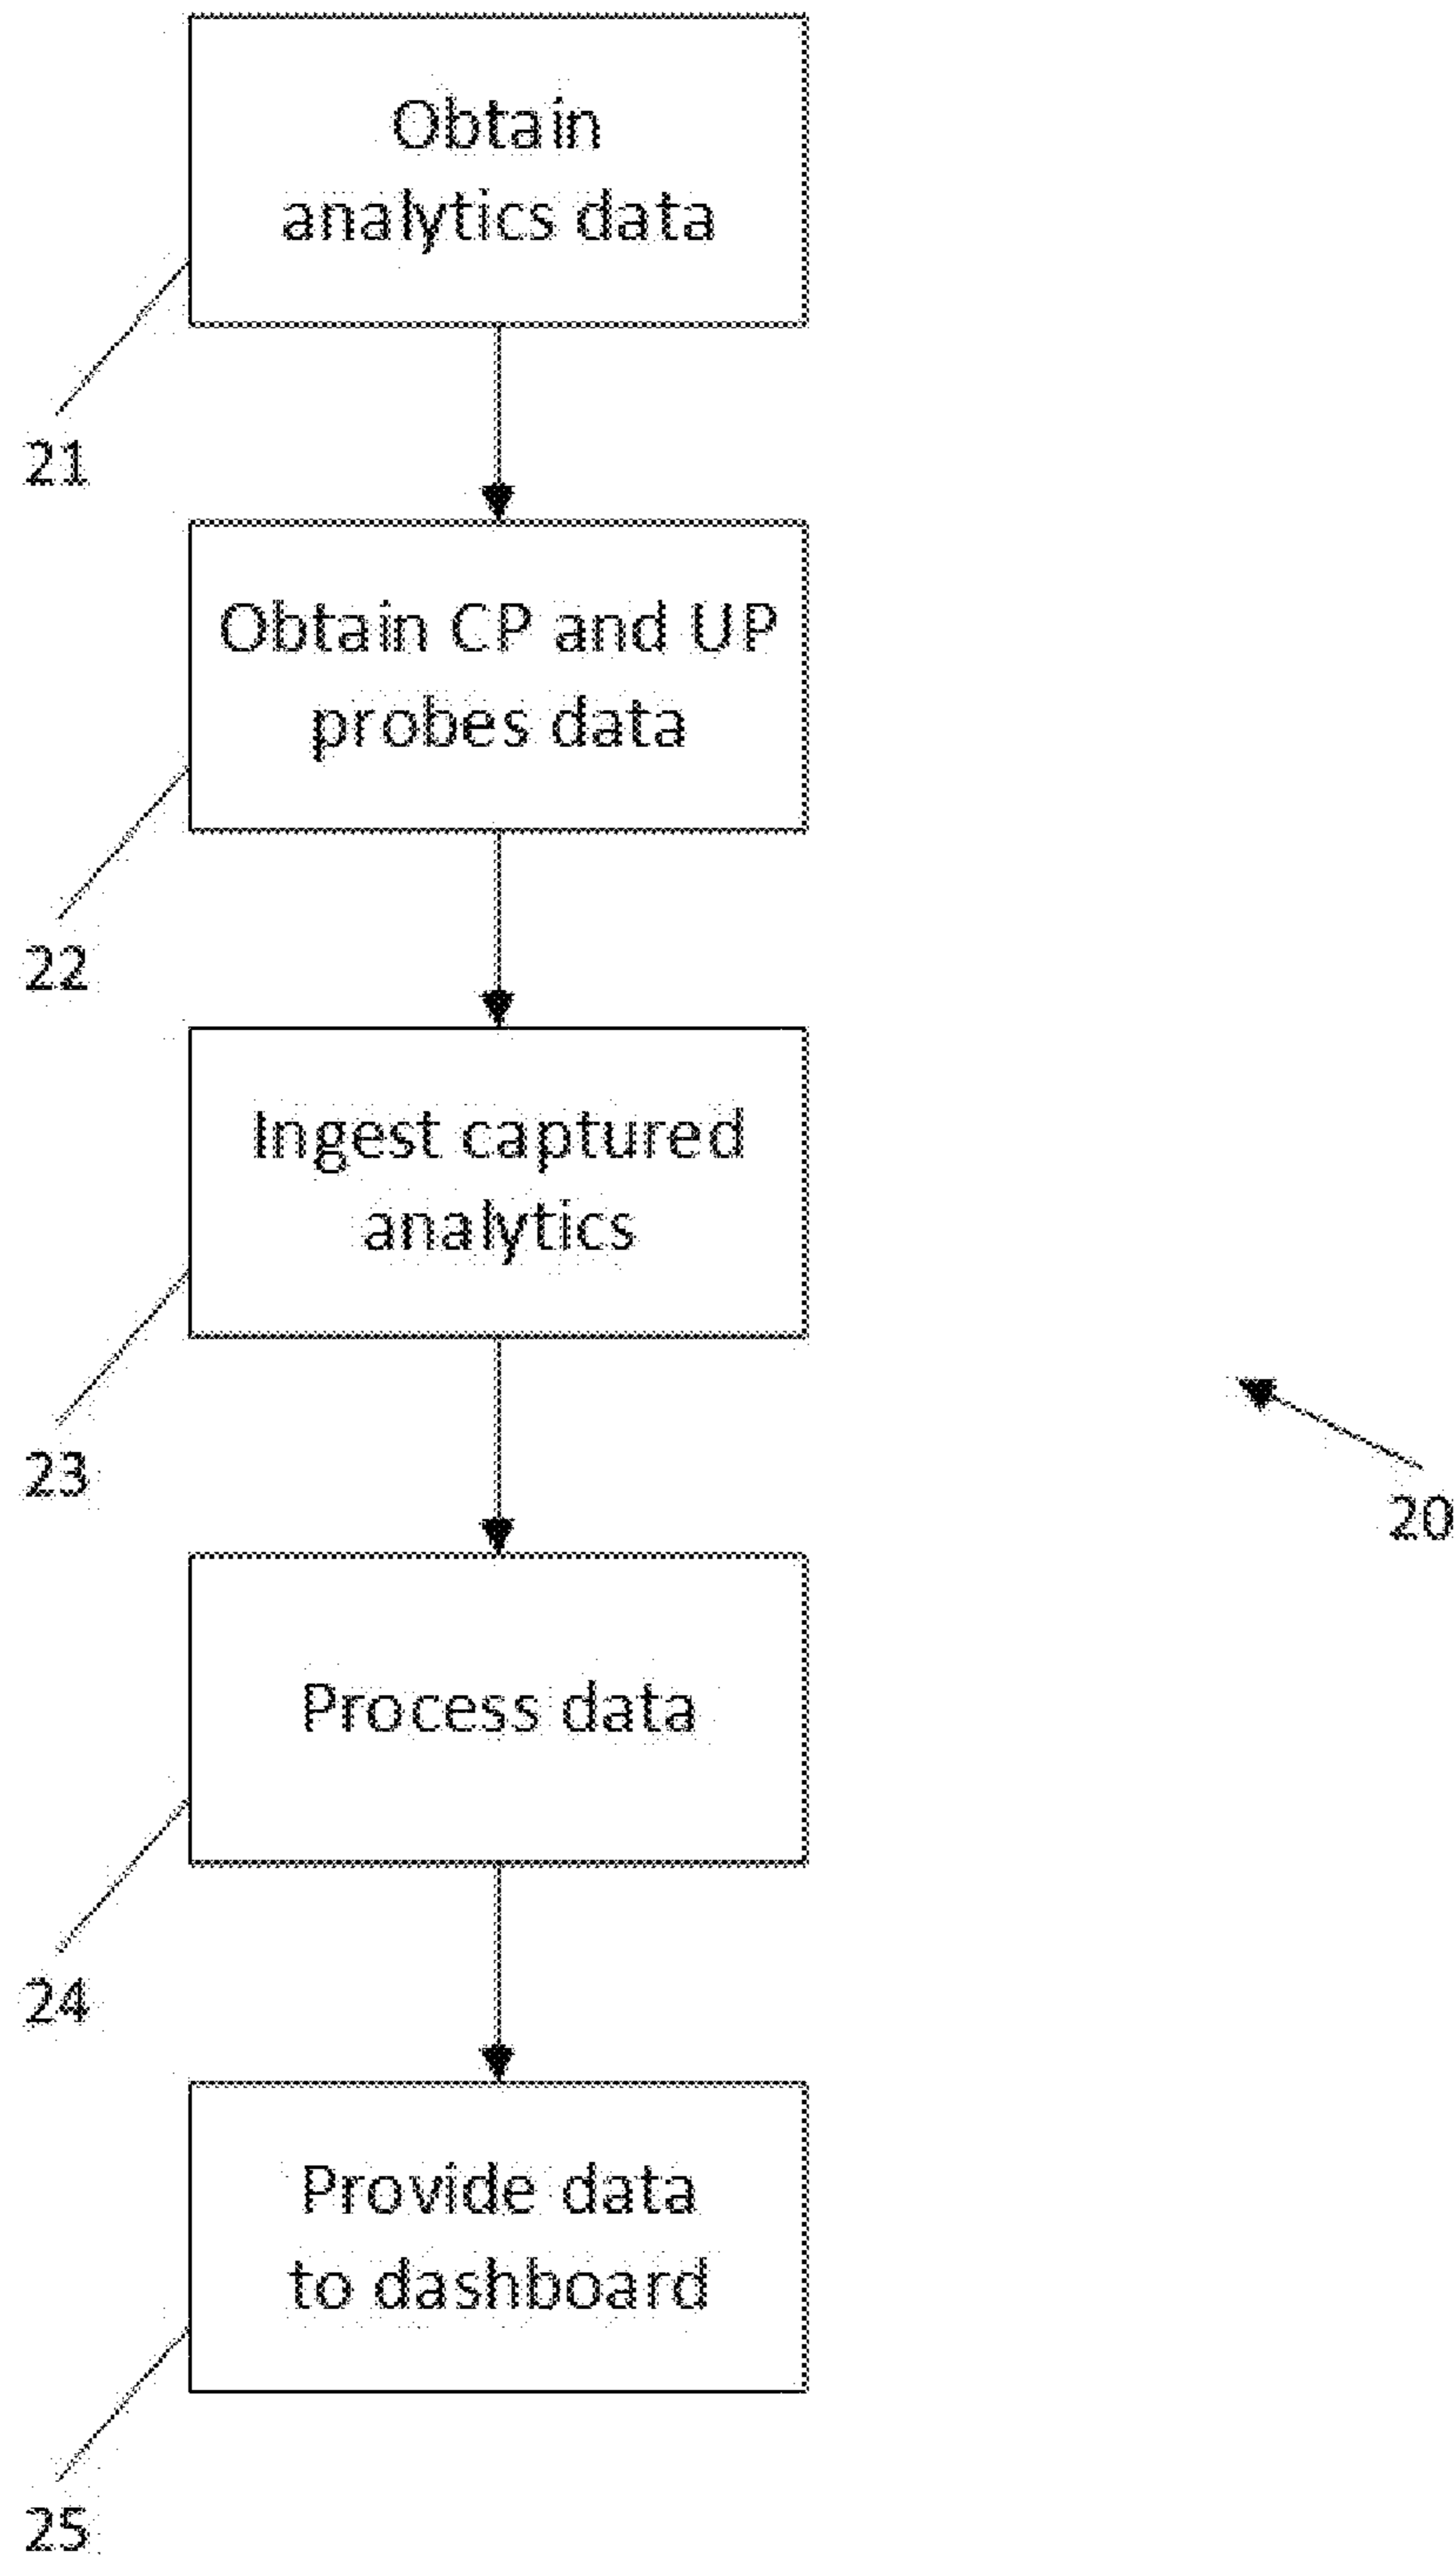 Obtain
analytics data
21
Obtain CP and UP
probes data
22
Ingest captured
analytics
23
20
Process data
24
Provide data
to dashboard
25